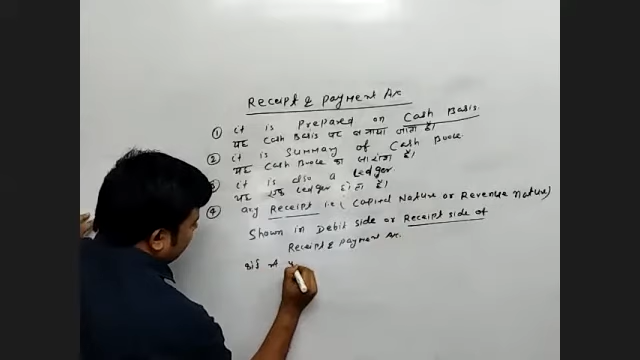 Receipt & Payment A/c
① it is Prepared on Cash Basis.
यह Cash Basis पर बनाया जाता है।
② it is summary of Cash Book.
यह Cash Book का सारांश है।
③ it is also a Ledger.
यह एक Ledger होता है।
④ any Receipt i.e. (Capital Nature or Revenue nature)
Shown in Debit side or Receipt side of
Receipt & payment A/c.
कोई भी